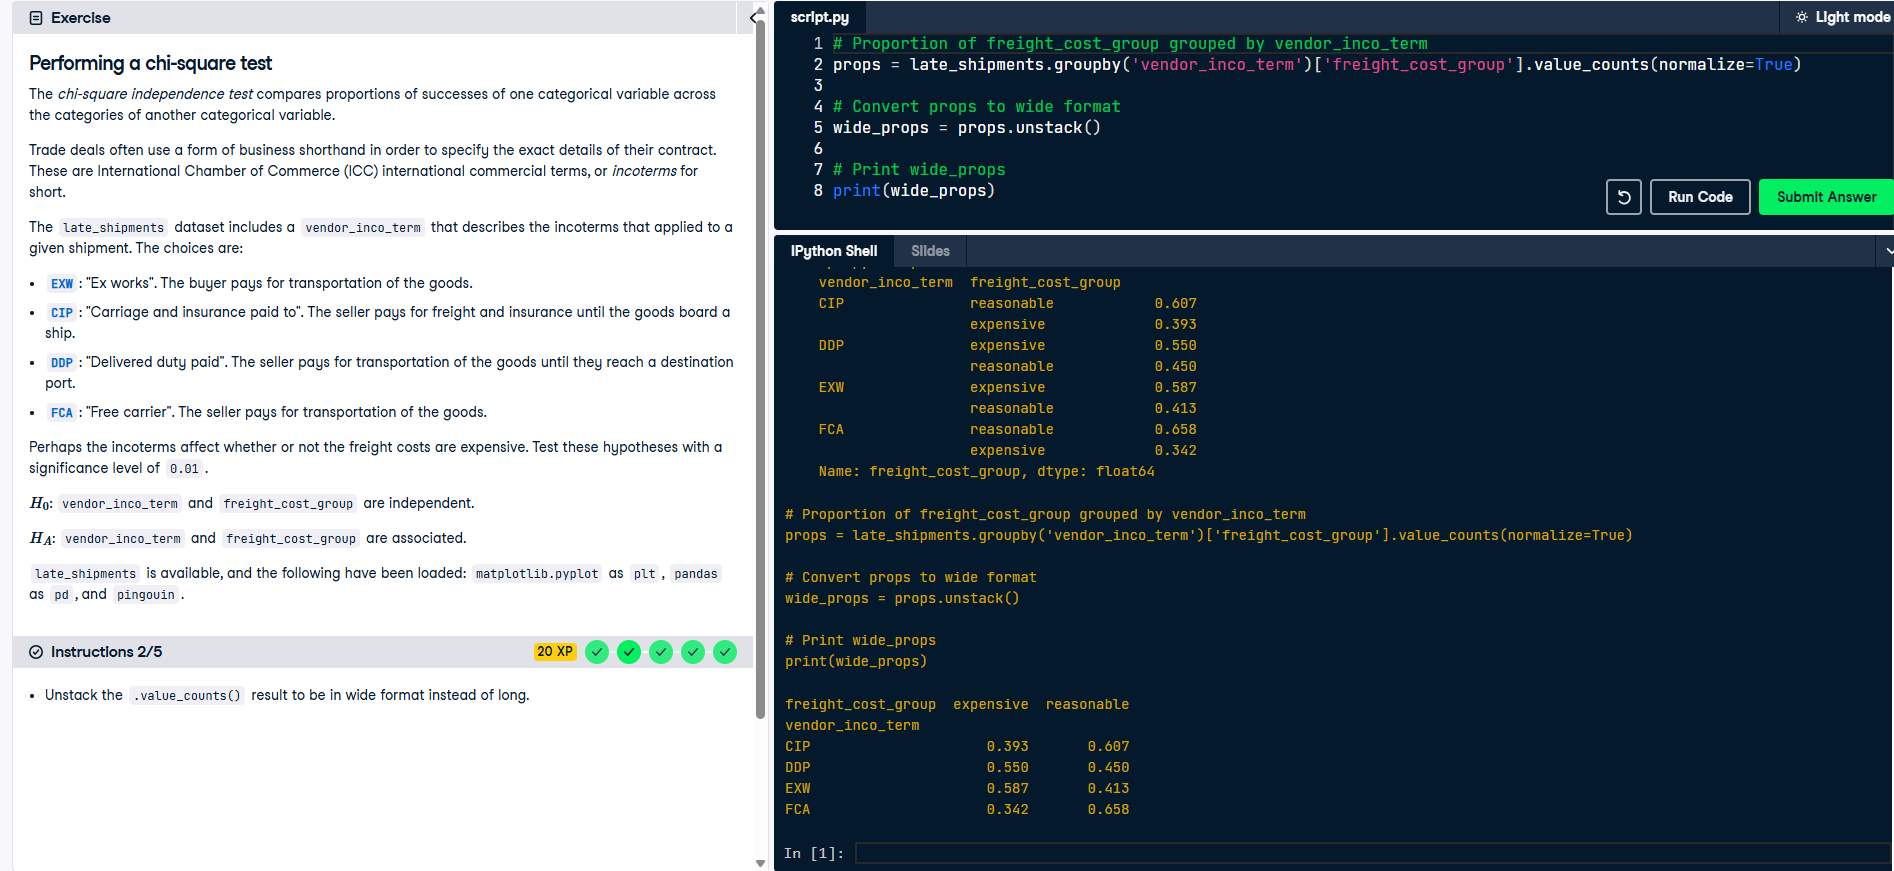 Exercise
Performing a chi-square test
The chi-square independence test compares proportions of successes of one categorical variable across
the categories of another categorical variable.
Trade deals often use a form of business shorthand in order to specify the exact details of their contract.
These are International Chamber of Commerce (ICC) international commercial terms, or incoterms for
short.
The late_shipments dataset includes a vendor_inco_term that describes the incoterms that applied to a
given shipment. The choices are:
• EXW : "Ex works". The buyer pays for transportation of the goods.
• CIP : "Carriage and insurance paid to". The seller pays for freight and insurance until the goods board a
ship.
• DDP : "Delivered duty paid". The seller pays for transportation of the goods until they reach a destination
port.
• FCA : "Free carrier". The seller pays for transportation of the goods.
Perhaps the incoterms affect whether or not the freight costs are expensive. Test these hypotheses with a
significance level of 0.01 .
H0: vendor_inco_term and freight_cost_group are independent.
HA: vendor_inco_term and freight_cost_group are associated.
late_shipments is available, and the following have been loaded: matplotlib.pyplot as plt , pandas
as pd , and pingouin .
Instructions 2/5
20 XP
• Unstack the .value_counts() result to be in wide format instead of long.
script.py
Light mode
1 # Proportion of freight_cost_group grouped by vendor_inco_term
2 props = late_shipments.groupby('vendor_inco_term')['freight_cost_group'].value_counts(normalize=True)
3
4 # Convert props to wide format
5 wide_props = props.unstack()
6
7 # Print wide_props
8 print(wide_props)
Run Code
Submit Answer
IPython Shell
Slides
vendor_inco_term  freight_cost_group
CIP               reasonable            0.607
                  expensive             0.393
DDP               expensive             0.550
                  reasonable            0.450
EXW               expensive             0.587
                  reasonable            0.413
FCA               reasonable            0.658
                  expensive             0.342
Name: freight_cost_group, dtype: float64
# Proportion of freight_cost_group grouped by vendor_inco_term
props = late_shipments.groupby('vendor_inco_term')['freight_cost_group'].value_counts(normalize=True)
# Convert props to wide format
wide_props = props.unstack()
# Print wide_props
print(wide_props)
freight_cost_group  expensive  reasonable
vendor_inco_term
CIP                     0.393       0.607
DDP                     0.550       0.450
EXW                     0.587       0.413
FCA                     0.342       0.658
In [1]: